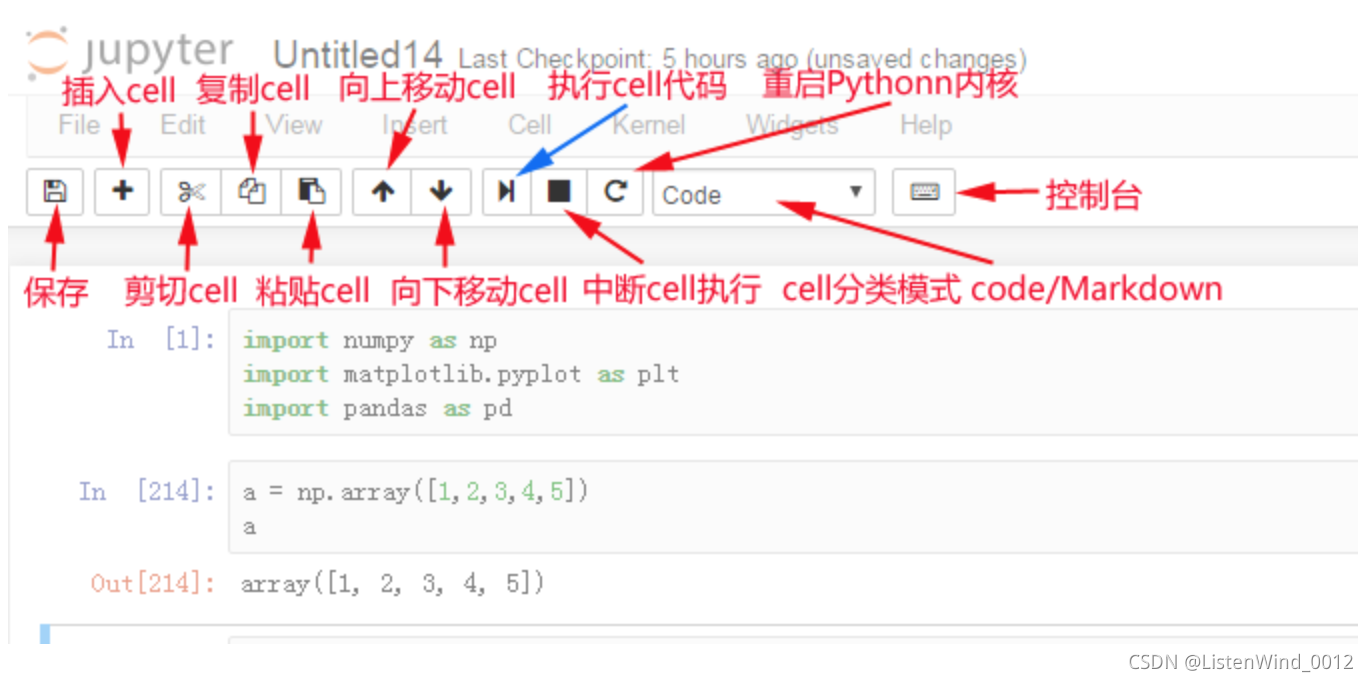 jupyter Untitled14 Last Checkpoint: 5 hours ago (unsaved changes)
插入cell 复制cell 向上移动cell 执行cell代码 重启Pythonn内核
File Edit View Insert Cell Kernel Widgets Help
Code
控制台
保存 剪切cell 粘贴cell 向下移动cell 中断cell执行 cell分类模式 code/Markdown
In [1]: import numpy as np
import matplotlib.pyplot as plt
import pandas as pd
In [214]: a = np.array([1,2,3,4,5])
a
Out[214]: array([1, 2, 3, 4, 5])
CSDN @ListenWind_0012